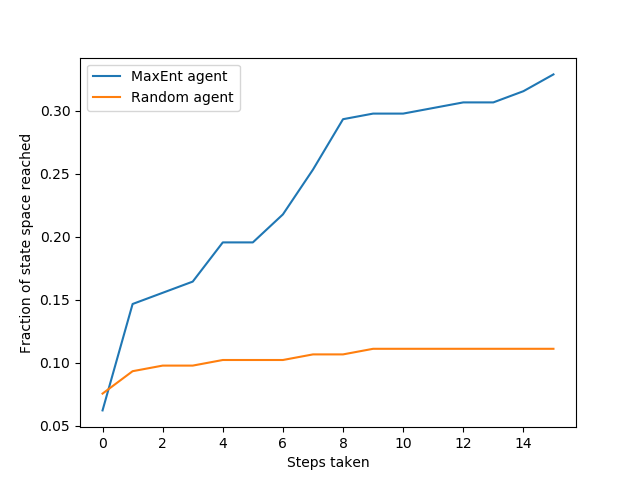 MaxEnt agent
Random agent
0.30
0.25
0.20
0.15
0.10
0.05
Fraction of state space reached
0 2 4 6 8 10 12 14
Steps taken